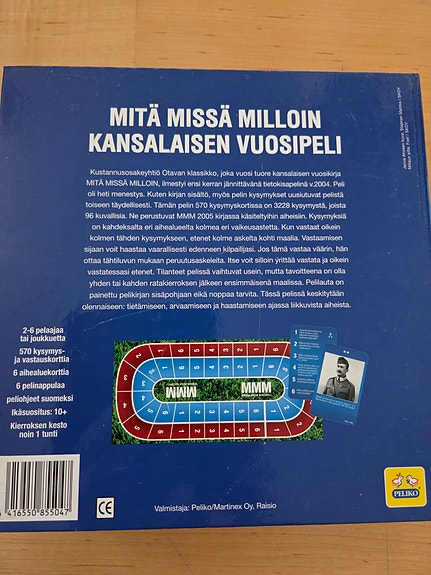 MITÄ MISSÄ MILLOIN
KANSALAISEN VUOSIPELI
Kustannusosakeyhtiö Otavan klassikko, joka vuosi tuore kansalaisen vuosikirja
MITÄ MISSÄ MILLOIN, ilmestyi ensi kerran jännittävänä tietokisapelinä v.2004. Peli
oli heti menestys. Kuten kirjan sisältö, myös pelin kysymykset uusiutuvat pelistä
toiseen täydellisesti. Tämän pelin 570 kysymyskortissa on 3228 kysymystä, joista
96 kuvallisia. Ne perustuvat MMM 2005 kirjassa käsiteltyihin aiheisiin. Kysymyksiä
on kahdeksalta eri aihealueelta kolmea eri vaikeusastetta. Kun vastaat oikein
kolmen tähden kysymykseen, etenet kolme askelta kohti maalia. Vastaamisen
sijaan voit haastaa vaarallisesti edenneen kilpailijasi. Jos tämä vastaa väärin, hän
ottaa tähtiluvun mukaan peruutusaskeleita. Itse voit silloin yrittää vastata ja oikein
vastatessasi etenet. Tilanteet pelissä vaihtuvat usein, mutta tavoitteena on olla
yhden tai kahden ratakierroksen jälkeen ensimmäisenä maalissa. Pelilauta on
painettu pelikirjan sisäpohjaan eikä noppaa tarvita. Tässä pelissä keskitytään
olennaiseen: tietämiseen, arvaamiseen ja haastamiseen ajassa liikkuvista aiheista.
2-6 pelaajaa
tai joukkuetta
570 kysymys-
ja vastauskorttia
6 aihealuekorttia
6 pelinappulaa
peliohjeet suomeksi
Ikäsuositus: 10+
Kierroksen kesto
noin 1 tunti
MMM
MMM
6 416550 855047
CE
Valmistaja: Peliko/Martinex Oy, Raisio
PELIKO